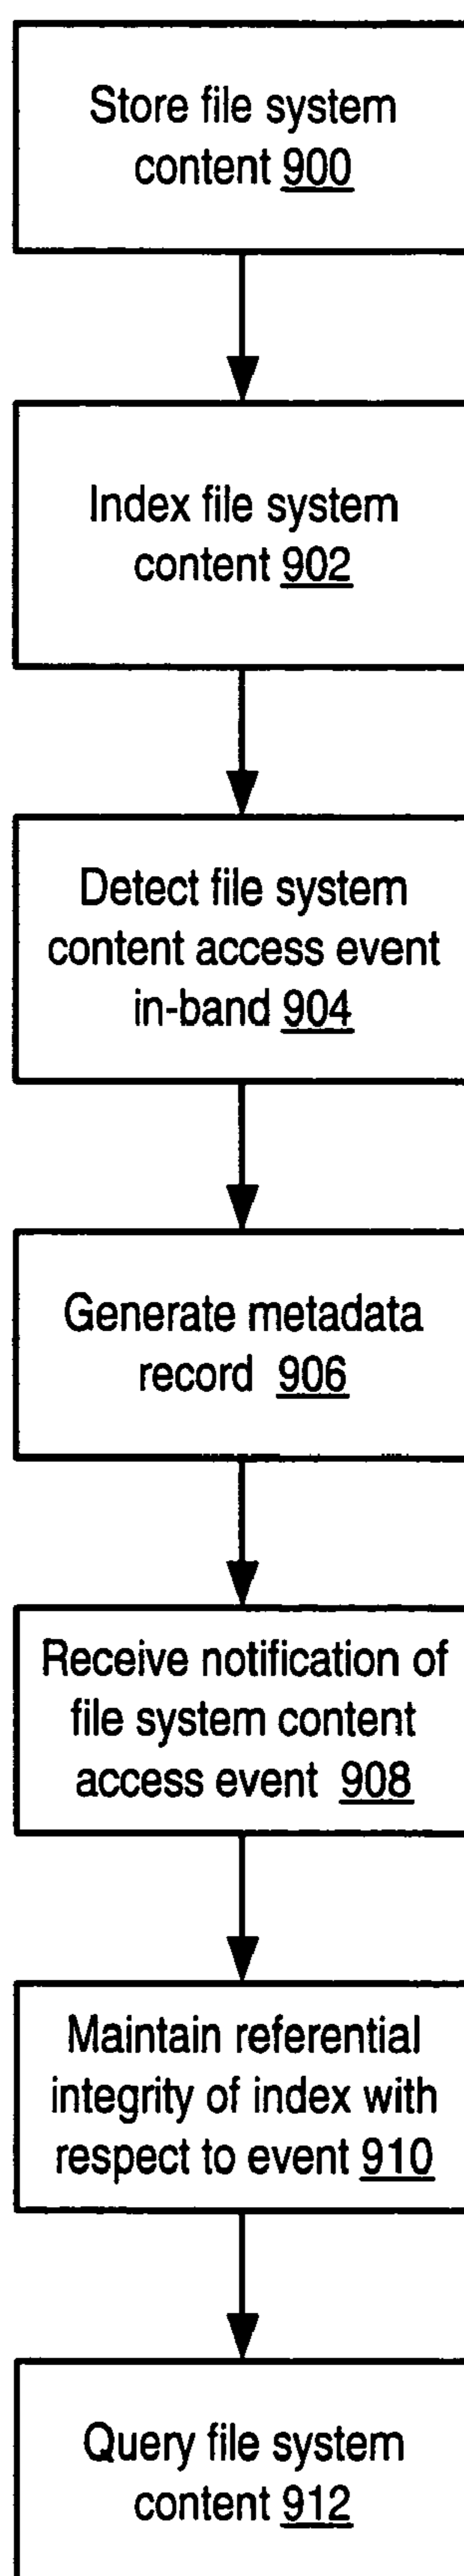 Store file system
content 900
Index file system
content 902
Detect file system
content access event
in-band 904
Generate metadata
record 906
Receive notification of
file system content
access event 908
Maintain referential
integrity of index with
respect to event 910
Query file system
content 912